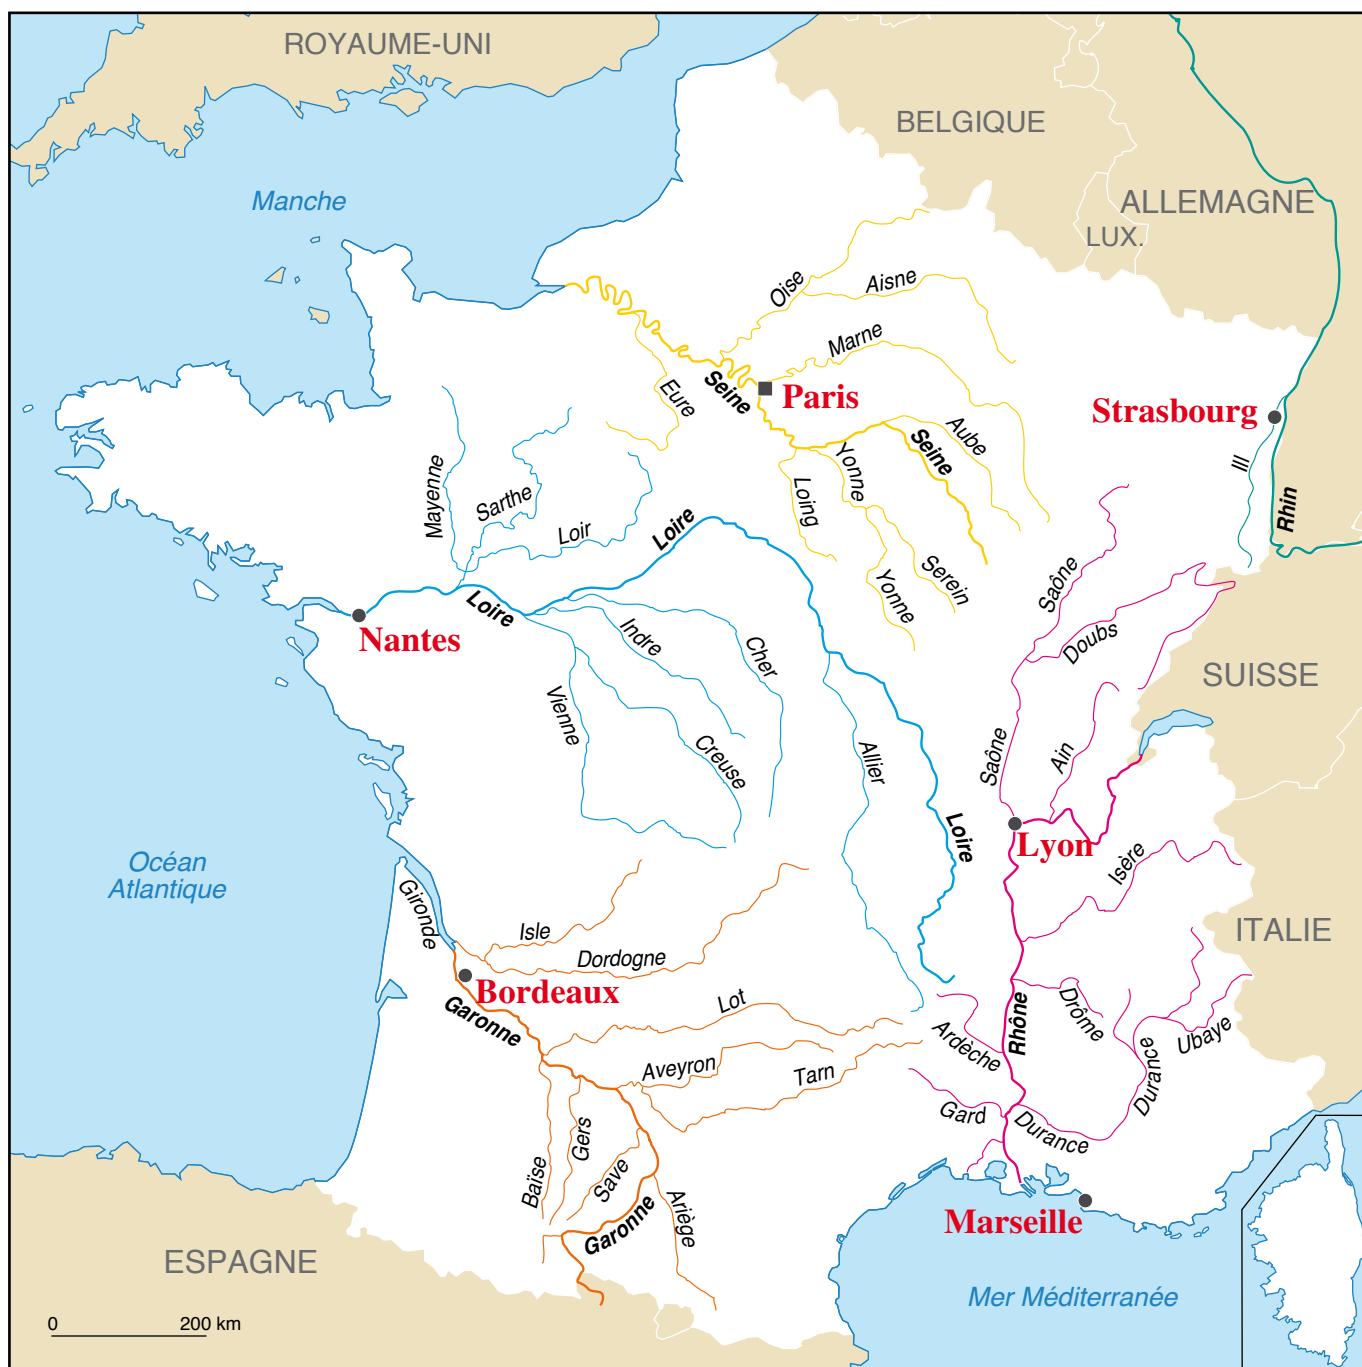 ROYAUME-UNI
BELGIQUE
Manche
ALLEMAGNE
LUX.
Oise
Aisne
Marne
Seine
Paris
Eure
Strasbourg
Aube
Seine
Yonne
Ill
Mayenne
Sarthe
Loing
Rhin
Loir
Loire
Saône
Serein
Yonne
Loire
Nantes
Indre
Cher
Doubs
SUISSE
Vienne
Creuse
Allier
Saône
Ain
Loire
Lyon
Océan
Atlantique
Isère
Gironde
Isle
Dordogne
ITALIE
Bordeaux
Garonne
Lot
Rhône
Drôme
Ardèche
Ubaye
Aveyron
Tarn
Durance
Gard
Durance
Gers
Baïse
Save
Ariège
Garonne
Marseille
ESPAGNE
Mer Méditerranée
0 200 km